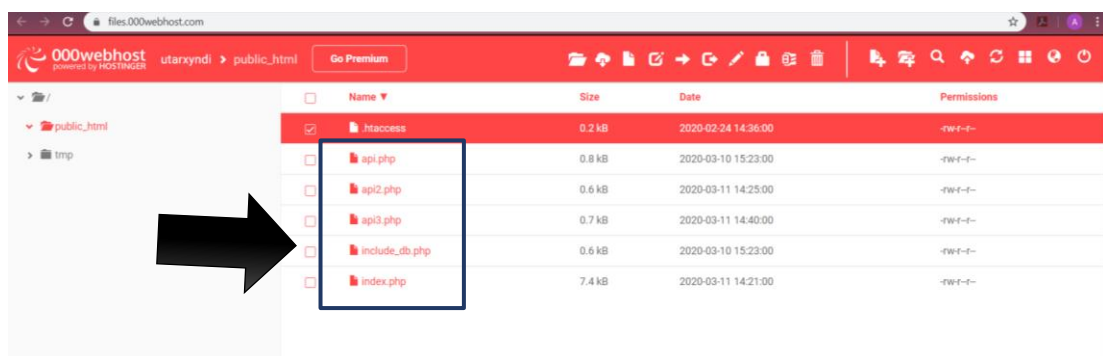 files.000webhost.com
A
000webhost
powered by HOSTINGER
utarxyndi > public_html
Go Premium
/
public_html
tmp
Name ▼ Size Date Permissions
.htaccess 0.2 kB 2020-02-24 14:36:00 -rw-r--r--
api.php 0.8 kB 2020-03-10 15:23:00 -rw-r--r--
api2.php 0.6 kB 2020-03-11 14:25:00 -rw-r--r--
api3.php 0.7 kB 2020-03-11 14:40:00 -rw-r--r--
include_db.php 0.6 kB 2020-03-10 15:23:00 -rw-r--r--
index.php 7.4 kB 2020-03-11 14:21:00 -rw-r--r--